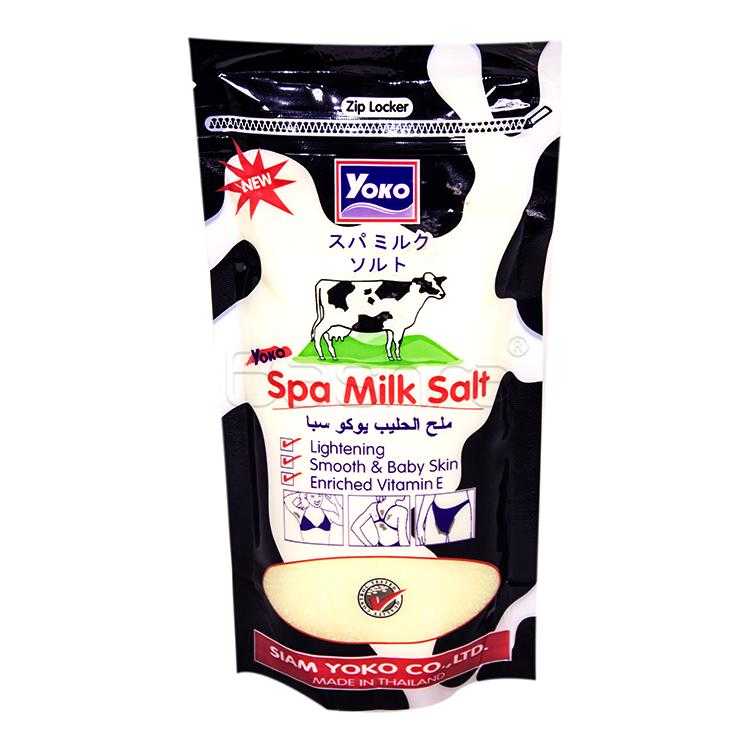 Zip Locker
NEW
YOKO
スパ ミルク
ソルト
YOKO
®
Spa Milk Salt
ملح الحليب يوكو سبا
Lightening
Smooth & Baby Skin
Enriched Vitamin E
SIAM YOKO CO.,LTD.
MADE IN THAILAND